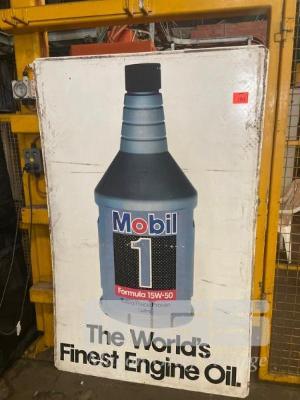 Mobil
1
Formula 15W-50
The World's
Finest Engine Oil.